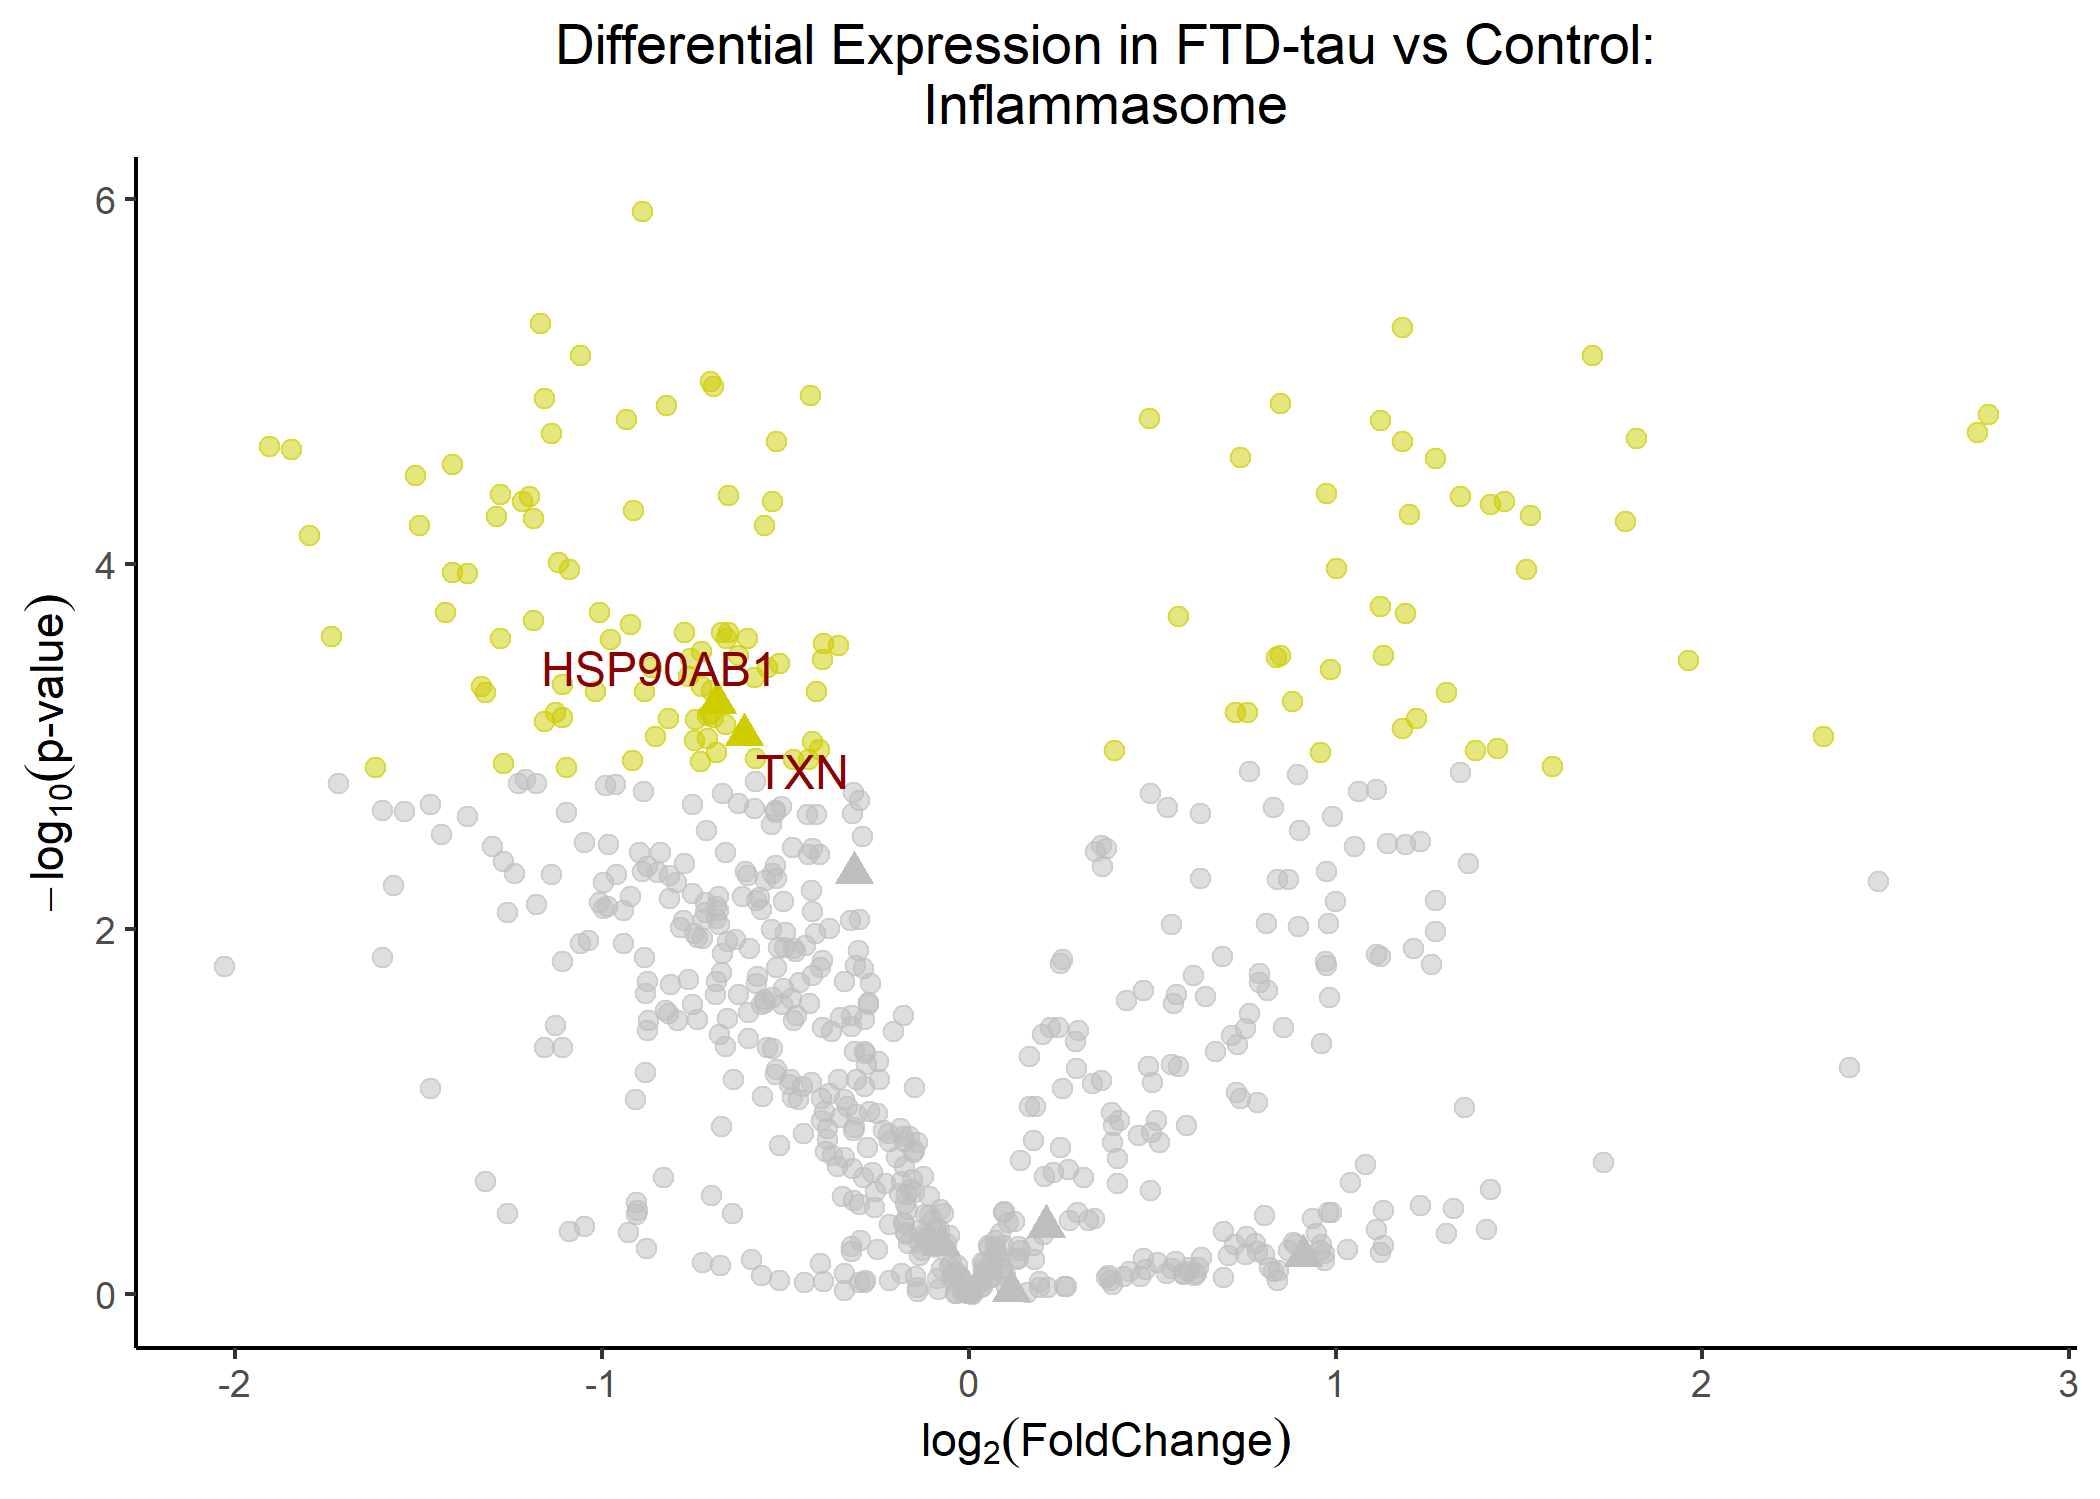 Differential Expression in FTD-tau vs Control:
Inflammasome
6
4
2
0
−log₁₀(p-value)
HSP90AB1
TXN
-2 -1 0 1 2 3
log₂(FoldChange)